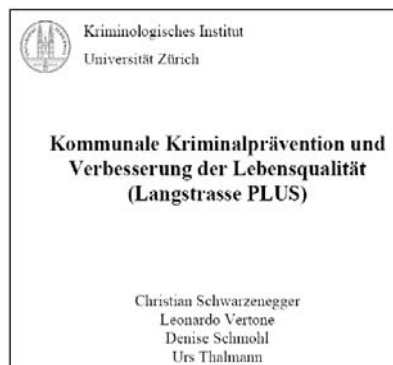 Kriminologisches Institut
Universität Zürich
Kommunale Kriminalprävention und
Verbesserung der Lebensqualität
(Langstrasse PLUS)
Christian Schwarzenegger
Leonardo Vertone
Denise Schmohl
Urs Thalmann